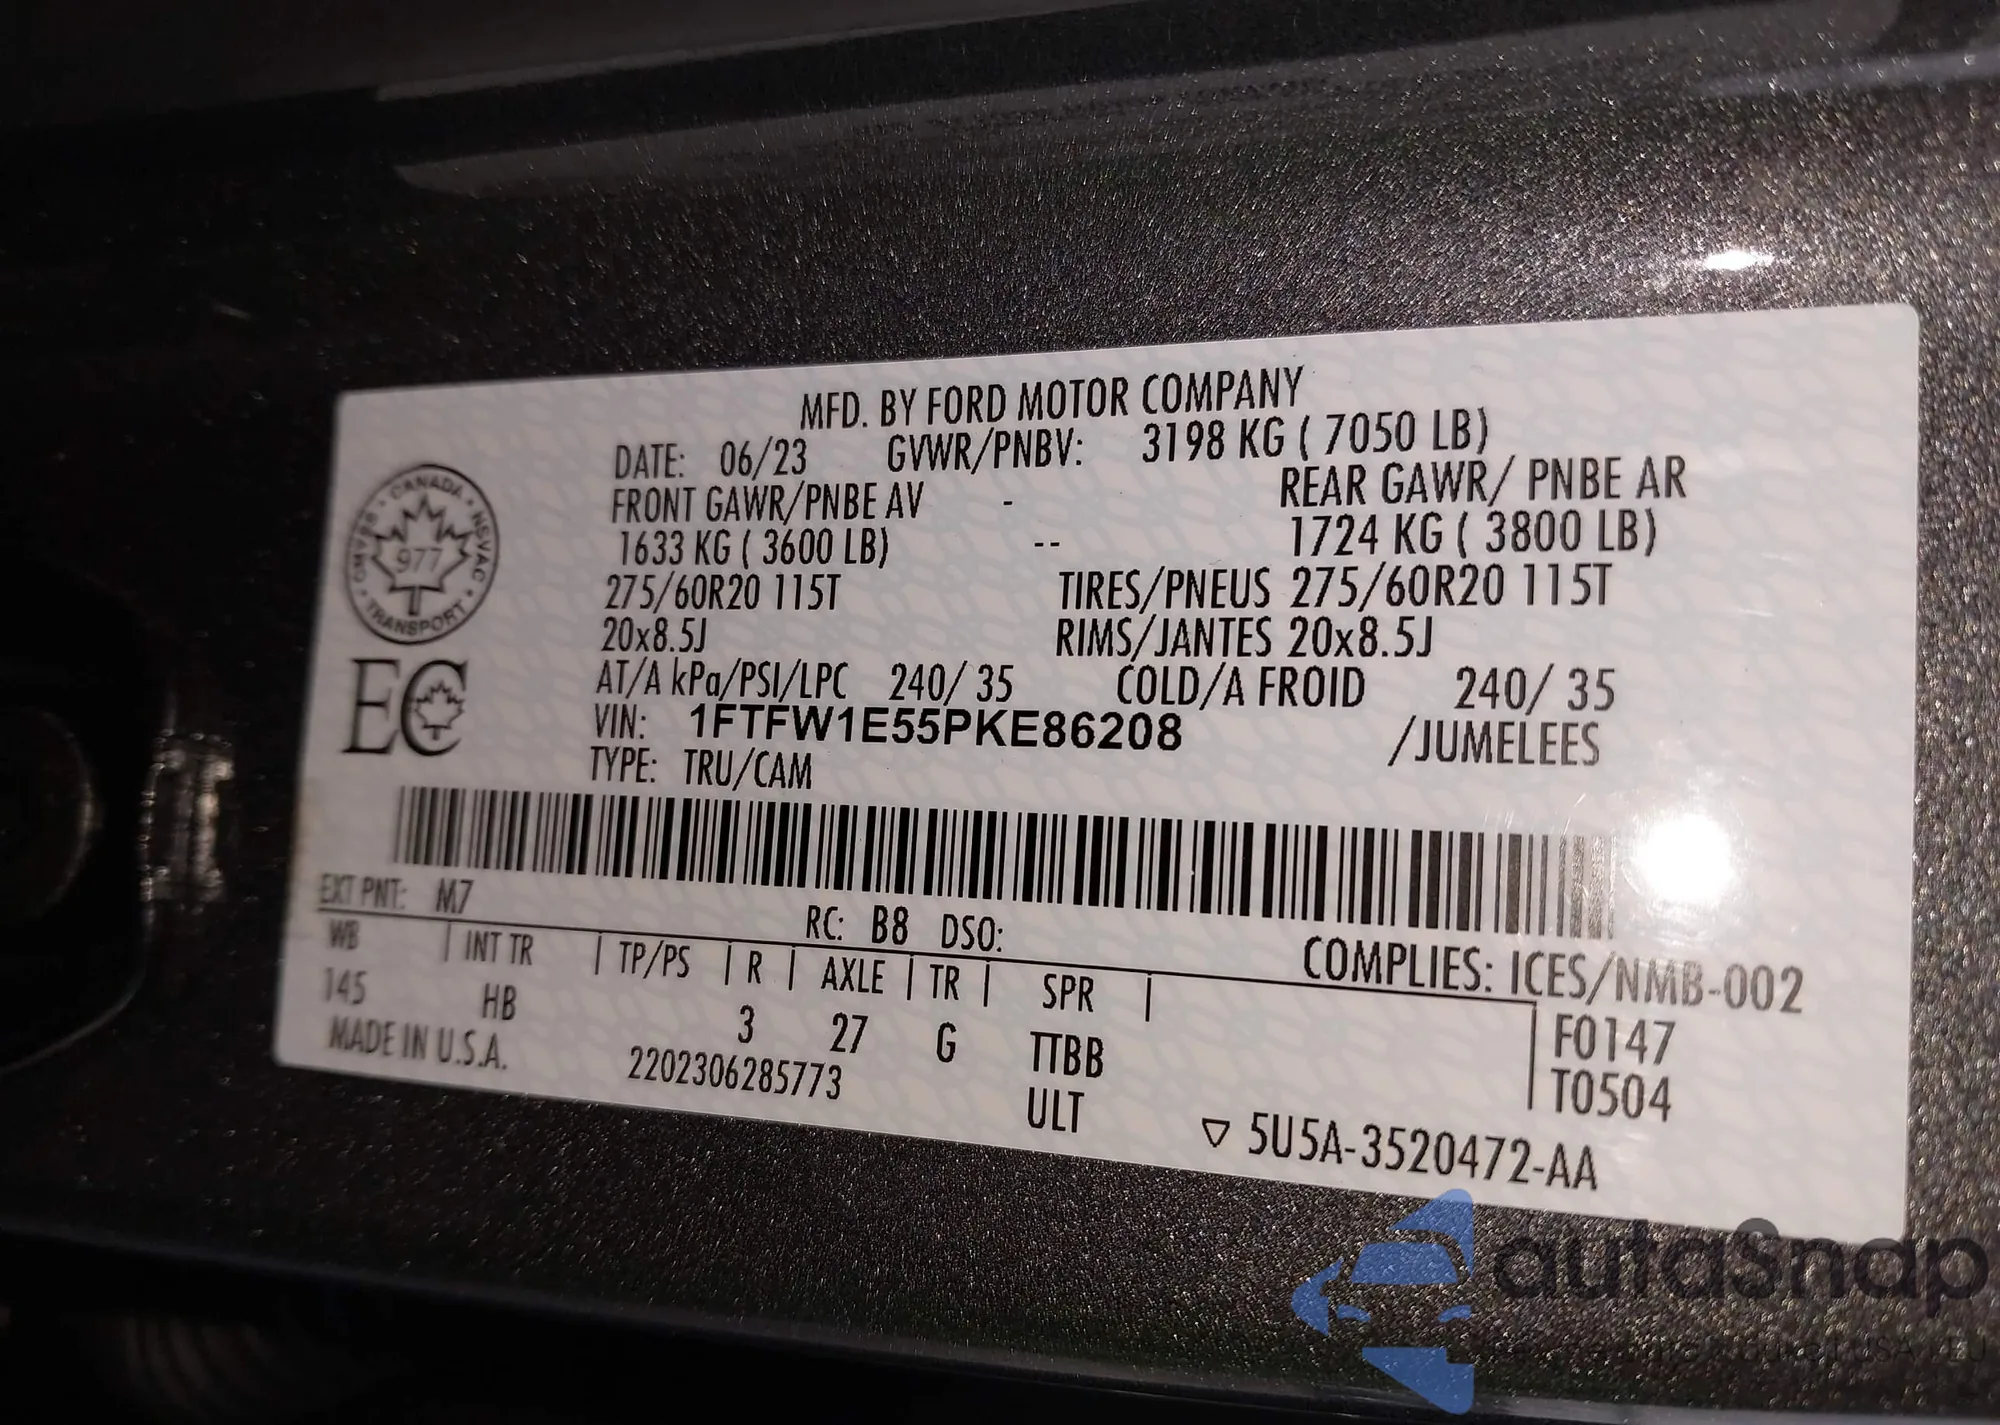 MFD. BY FORD MOTOR COMPANY
DATE: 06/23 GVWR/PNBV: 3198 KG ( 7050 LB)
FRONT GAWR/PNBE AV - REAR GAWR/ PNBE AR
1633 KG ( 3600 LB) -- 1724 KG ( 3800 LB)
275/60R20 115T TIRES/PNEUS 275/60R20 115T
20x8.5J RIMS/JANTES 20x8.5J
AT/A kPa/PSI/LPC 240/ 35 COLD/A FROID 240/ 35
VIN: 1FTFW1E55PKE86208 /JUMELEES
TYPE: TRU/CAM
CANADA
CMVSS NSVAC
977
TRANSPORT
EC
EXT PNT: M7 RC: B8 DSO: COMPLIES: ICES/NMB-002
WB | INT TR | TP/PS | R | AXLE | TR | SPR | F0147
145 HB 3 27 G TTBB T0504
MADE IN U.S.A. 2202306285773 ULT ▽ 5U5A-3520472-AA
autaSnap